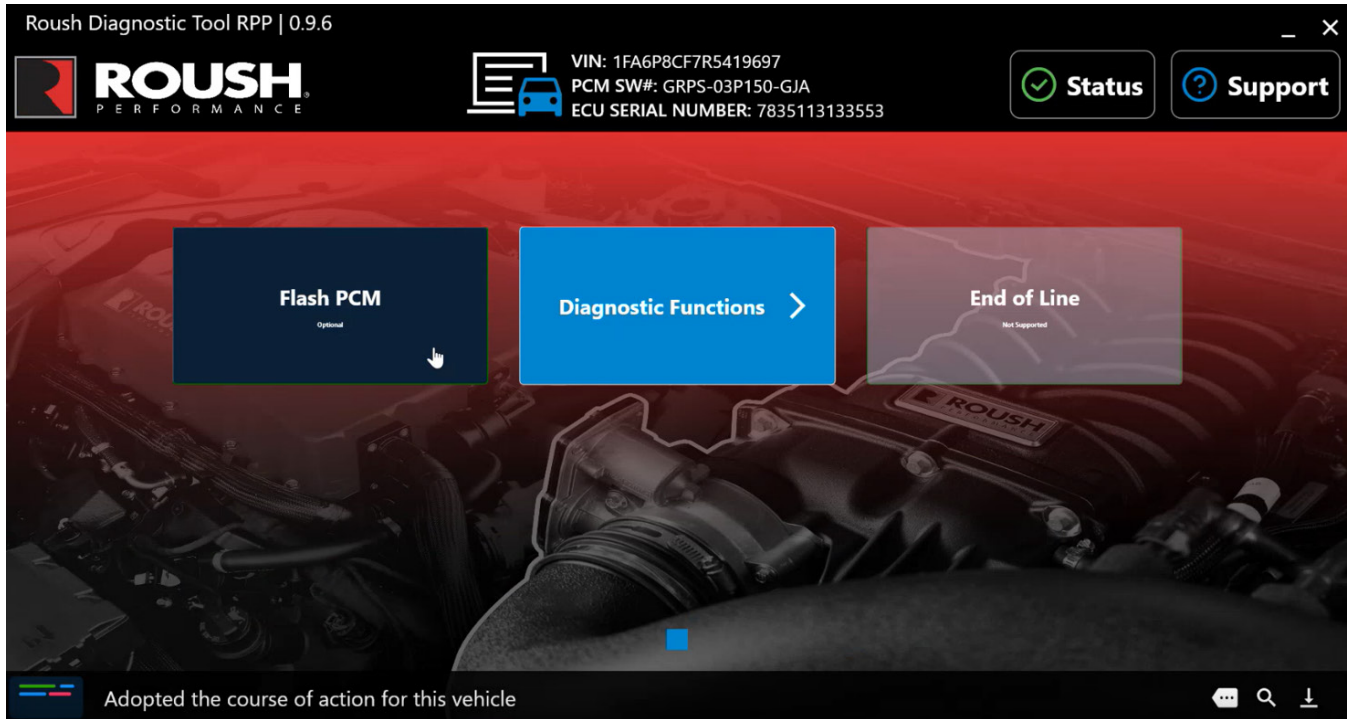 Roush Diagnostic Tool RPP | 0.9.6
ROUSH
PERFORMANCE
VIN: 1FA6P8CF7R5419697
PCM SW#: GRPS-03P150-GJA
ECU SERIAL NUMBER: 7835113133553
Status
Support
Flash PCM
Optional
Diagnostic Functions
End of Line
Not Supported
ROUSH
Adopted the course of action for this vehicle